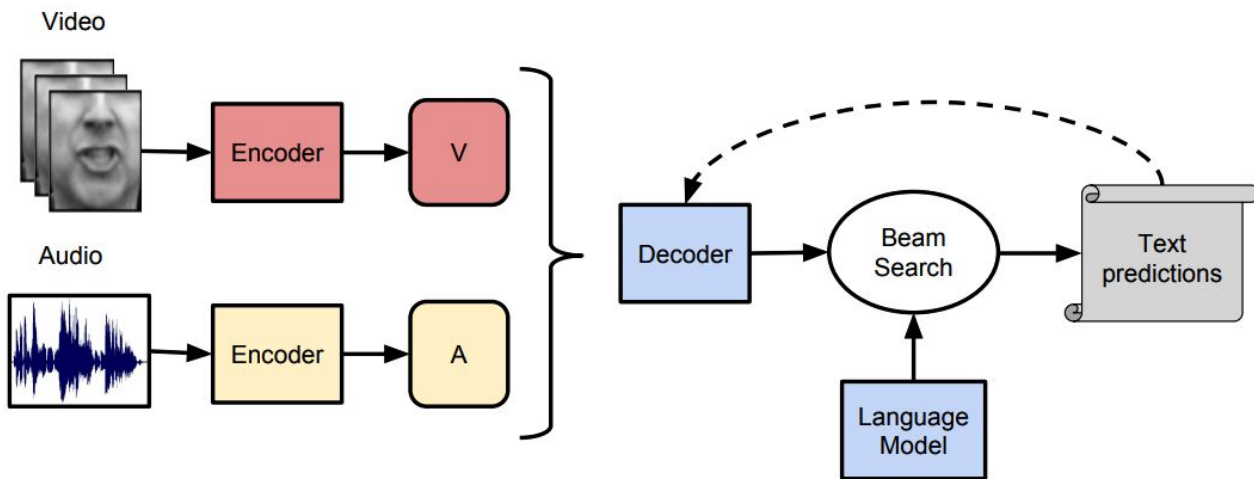 Video
Encoder
V
Audio
Encoder
A
Decoder
Beam
Search
Text
predictions
Language
Model